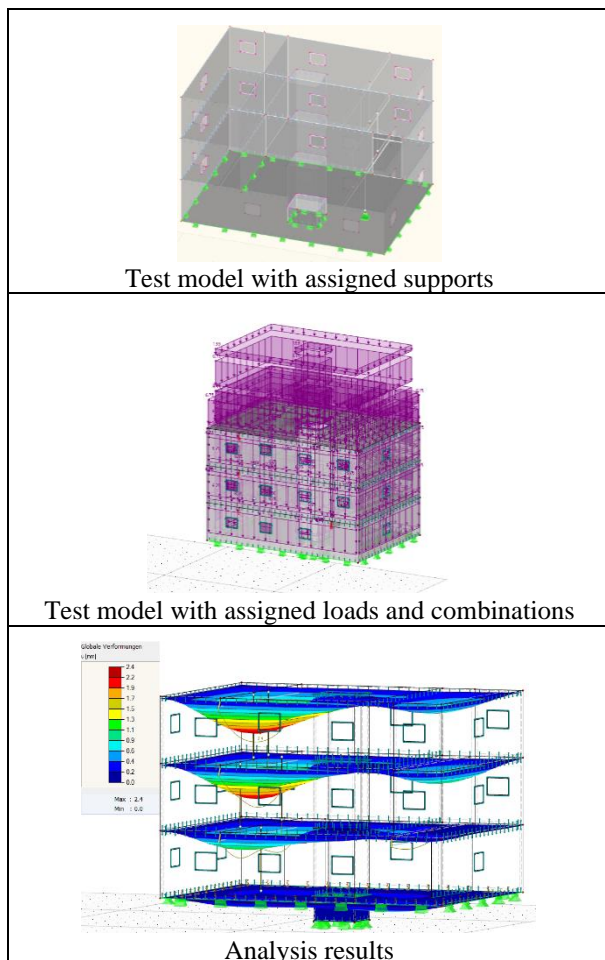 Test model with assigned supports
Test model with assigned loads and combinations
Globale Verformungen
u [mm]
2.4
2.2
1.9
1.7
1.5
1.3
1.1
0.9
0.6
0.4
0.2
0.0
Max : 2.4
Min : 0.0
Analysis results